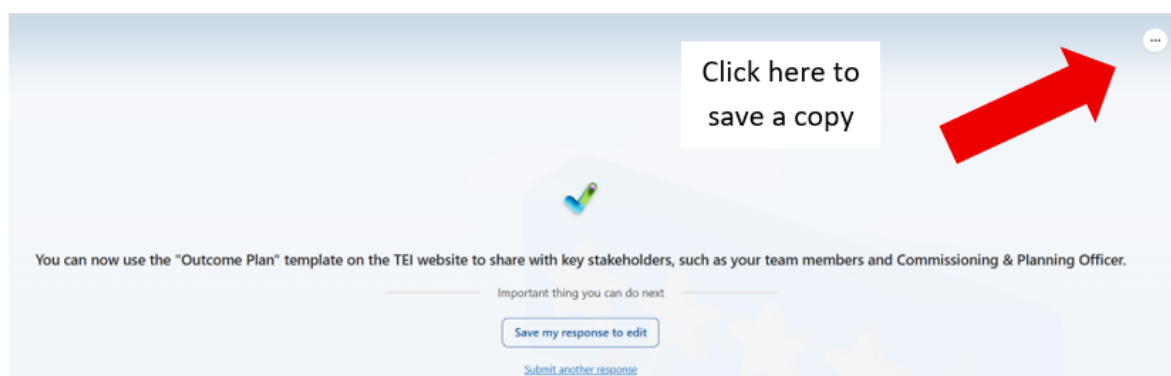 Click here to
save a copy
You can now use the "Outcome Plan" template on the TEI website to share with key stakeholders, such as your team members and Commissioning & Planning Officer.
Important thing you can do next
Save my response to edit
Submit another response